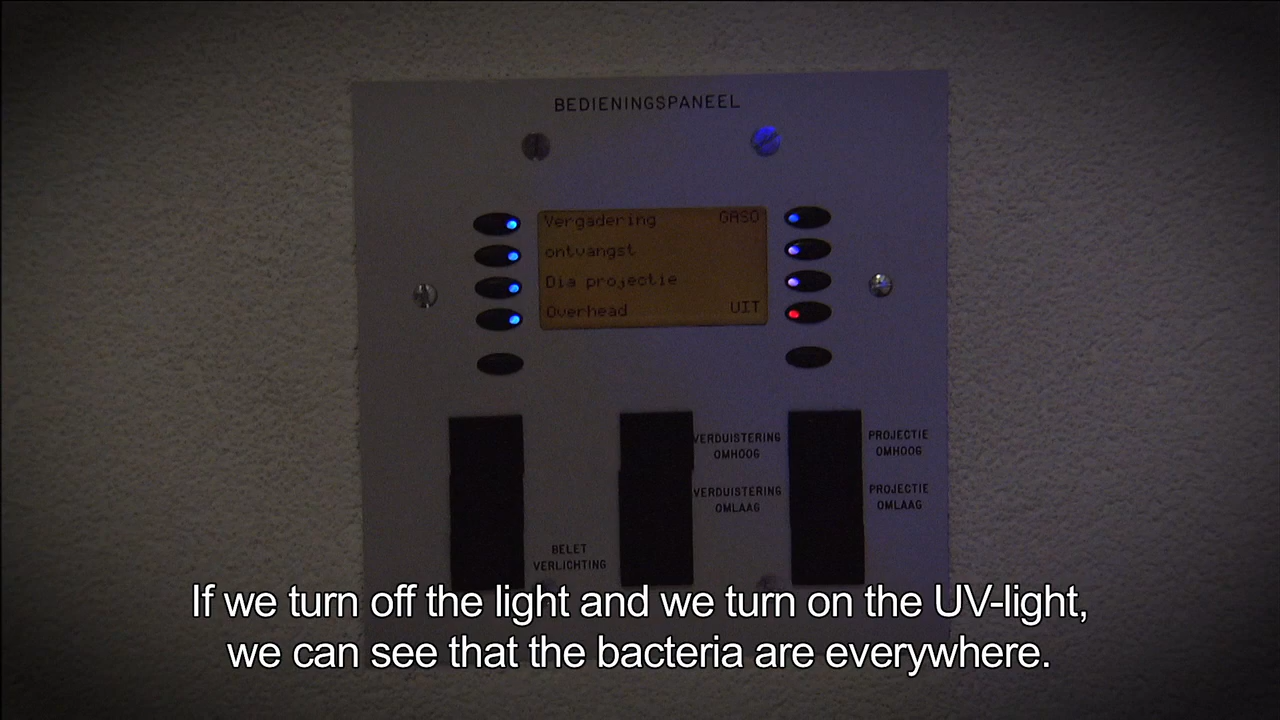 BEDIENINGSPANEEL
Vergadering GASO
ontvangst
Dia projectie
Overhead UIT
VERDUISTERING
OMHOOG
PROJECTIE
OMHOOG
VERDUISTERING
OMLAAG
PROJECTIE
OMLAAG
BELET
VERLICHTING
If we turn off the light and we turn on the UV-light,
we can see that the bacteria are everywhere.